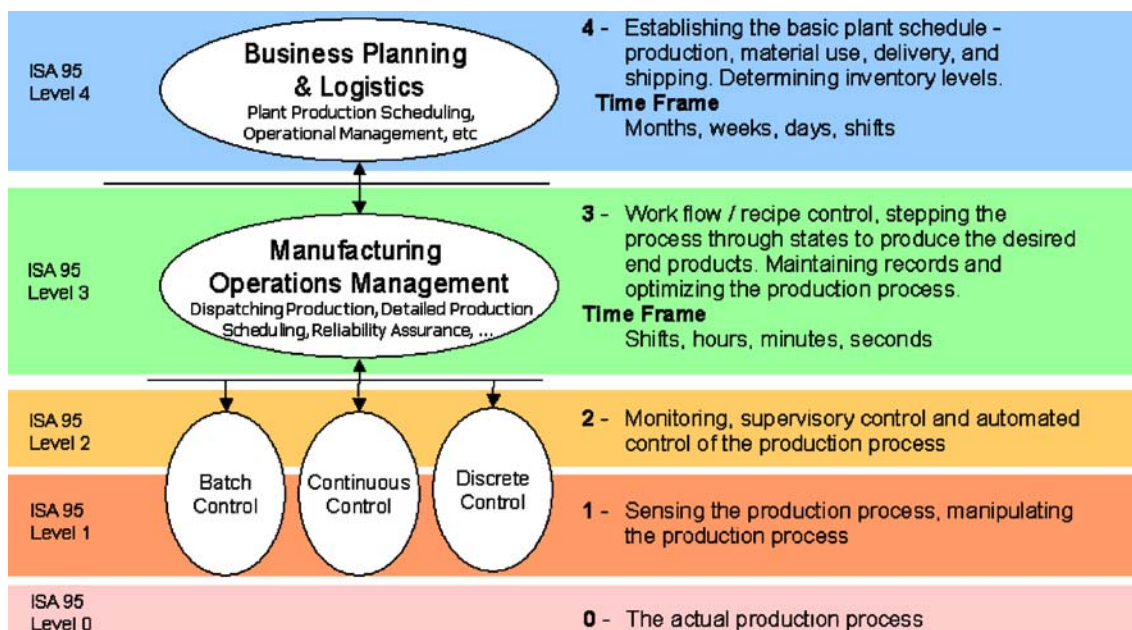 ISA 95
Level 4
Business Planning
& Logistics
Plant Production Scheduling,
Operational Management, etc
4 - Establishing the basic plant schedule -
production, material use, delivery, and
shipping. Determining inventory levels.
Time Frame
Months, weeks, days, shifts
ISA 95
Level 3
Manufacturing
Operations Management
Dispatching Production, Detailed Production
Scheduling, Reliability Assurance, ...
3 - Work flow / recipe control, stepping the
process through states to produce the desired
end products. Maintaining records and
optimizing the production process.
Time Frame
Shifts, hours, minutes, seconds
ISA 95
Level 2
2 - Monitoring, supervisory control and automated
control of the production process
Batch
Control
Continuous
Control
Discrete
Control
ISA 95
Level 1
1 - Sensing the production process, manipulating
the production process
ISA 95
Level 0
0 - The actual production process